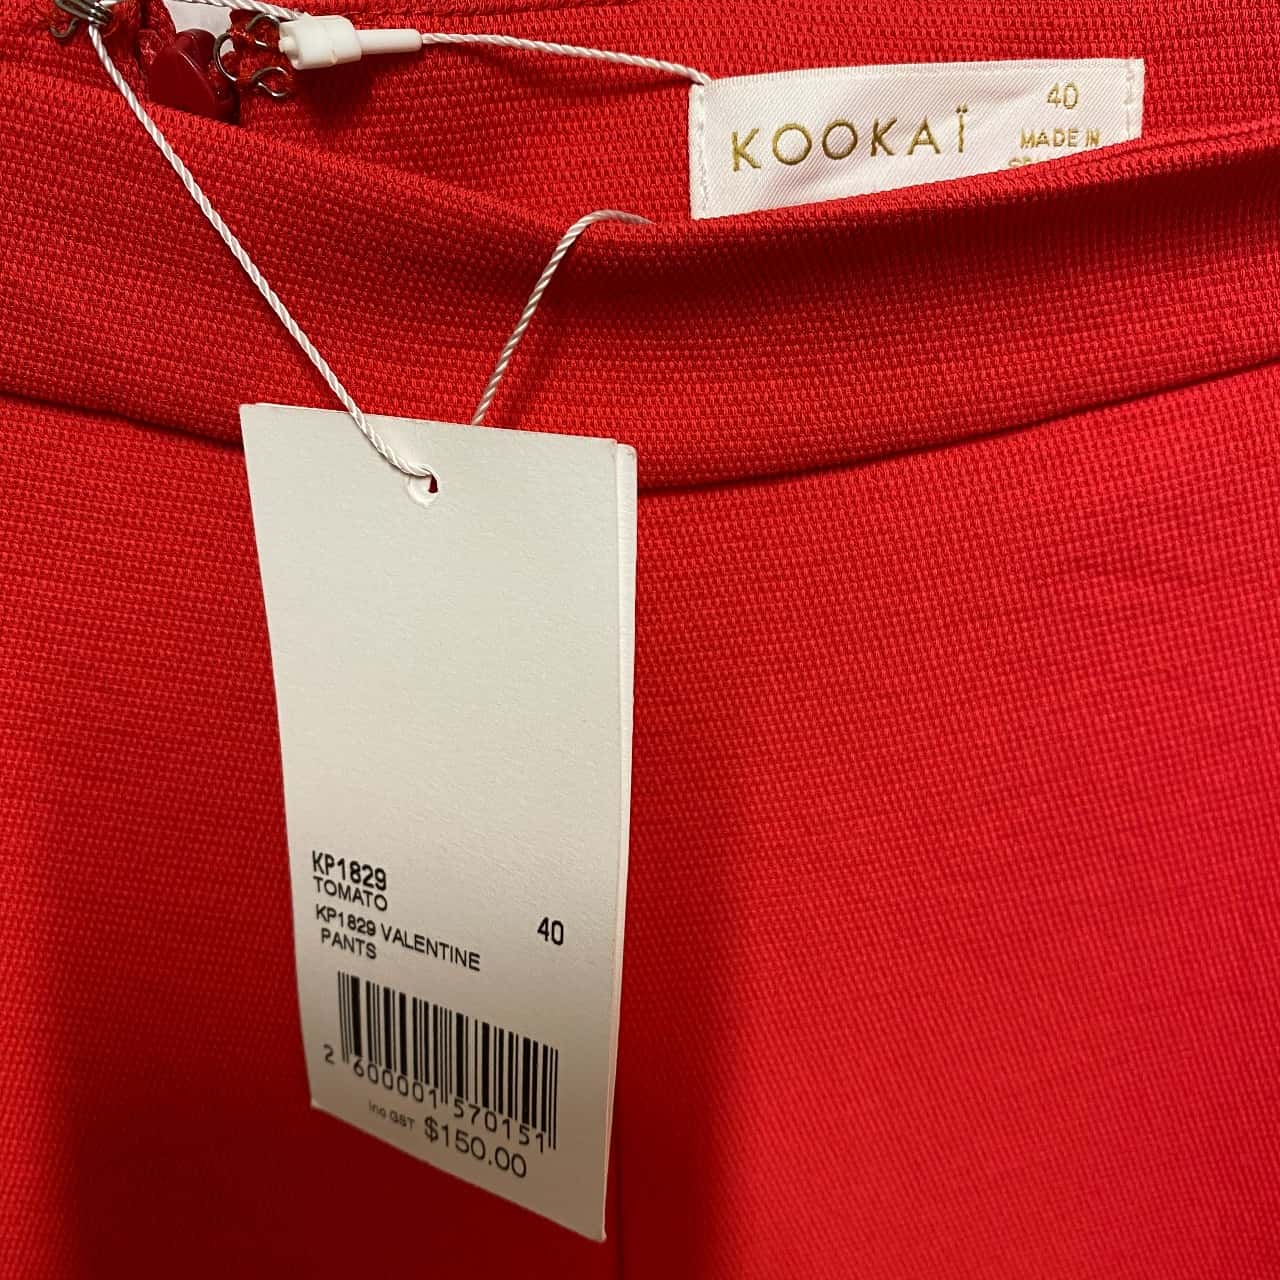 KOOKAÏ
40
MADE IN
KP1829
TOMATO
40
KP1829 VALENTINE
PANTS
2 600001 570151
Inc GST $150.00